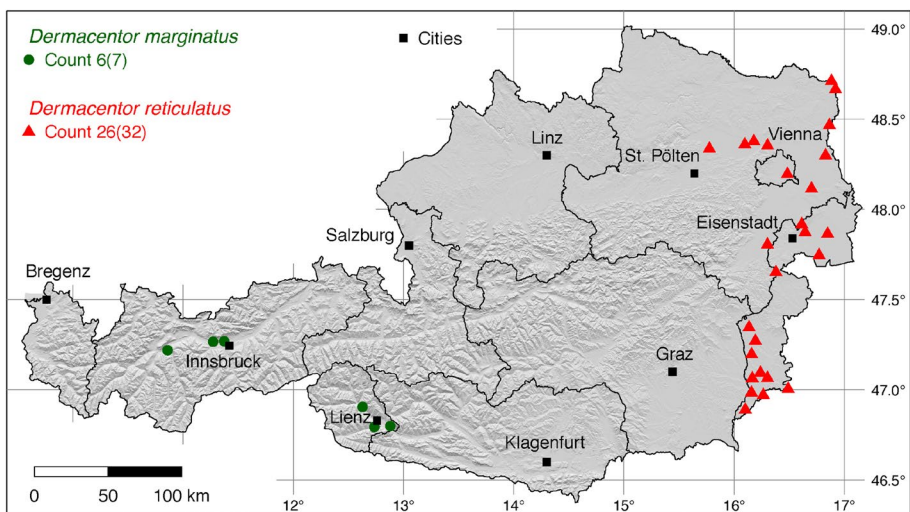 Dermacentor marginatus
Count 6(7)
Dermacentor reticulatus
Count 26(32)
Cities
49.0°
48.5°
48.0°
47.5°
47.0°
46.5°
Linz
Vienna
St. Pölten
Salzburg
Eisenstadt
Bregenz
Innsbruck
Graz
Lienz
Klagenfurt
0 50 100 km
12° 13° 14° 15° 16° 17°